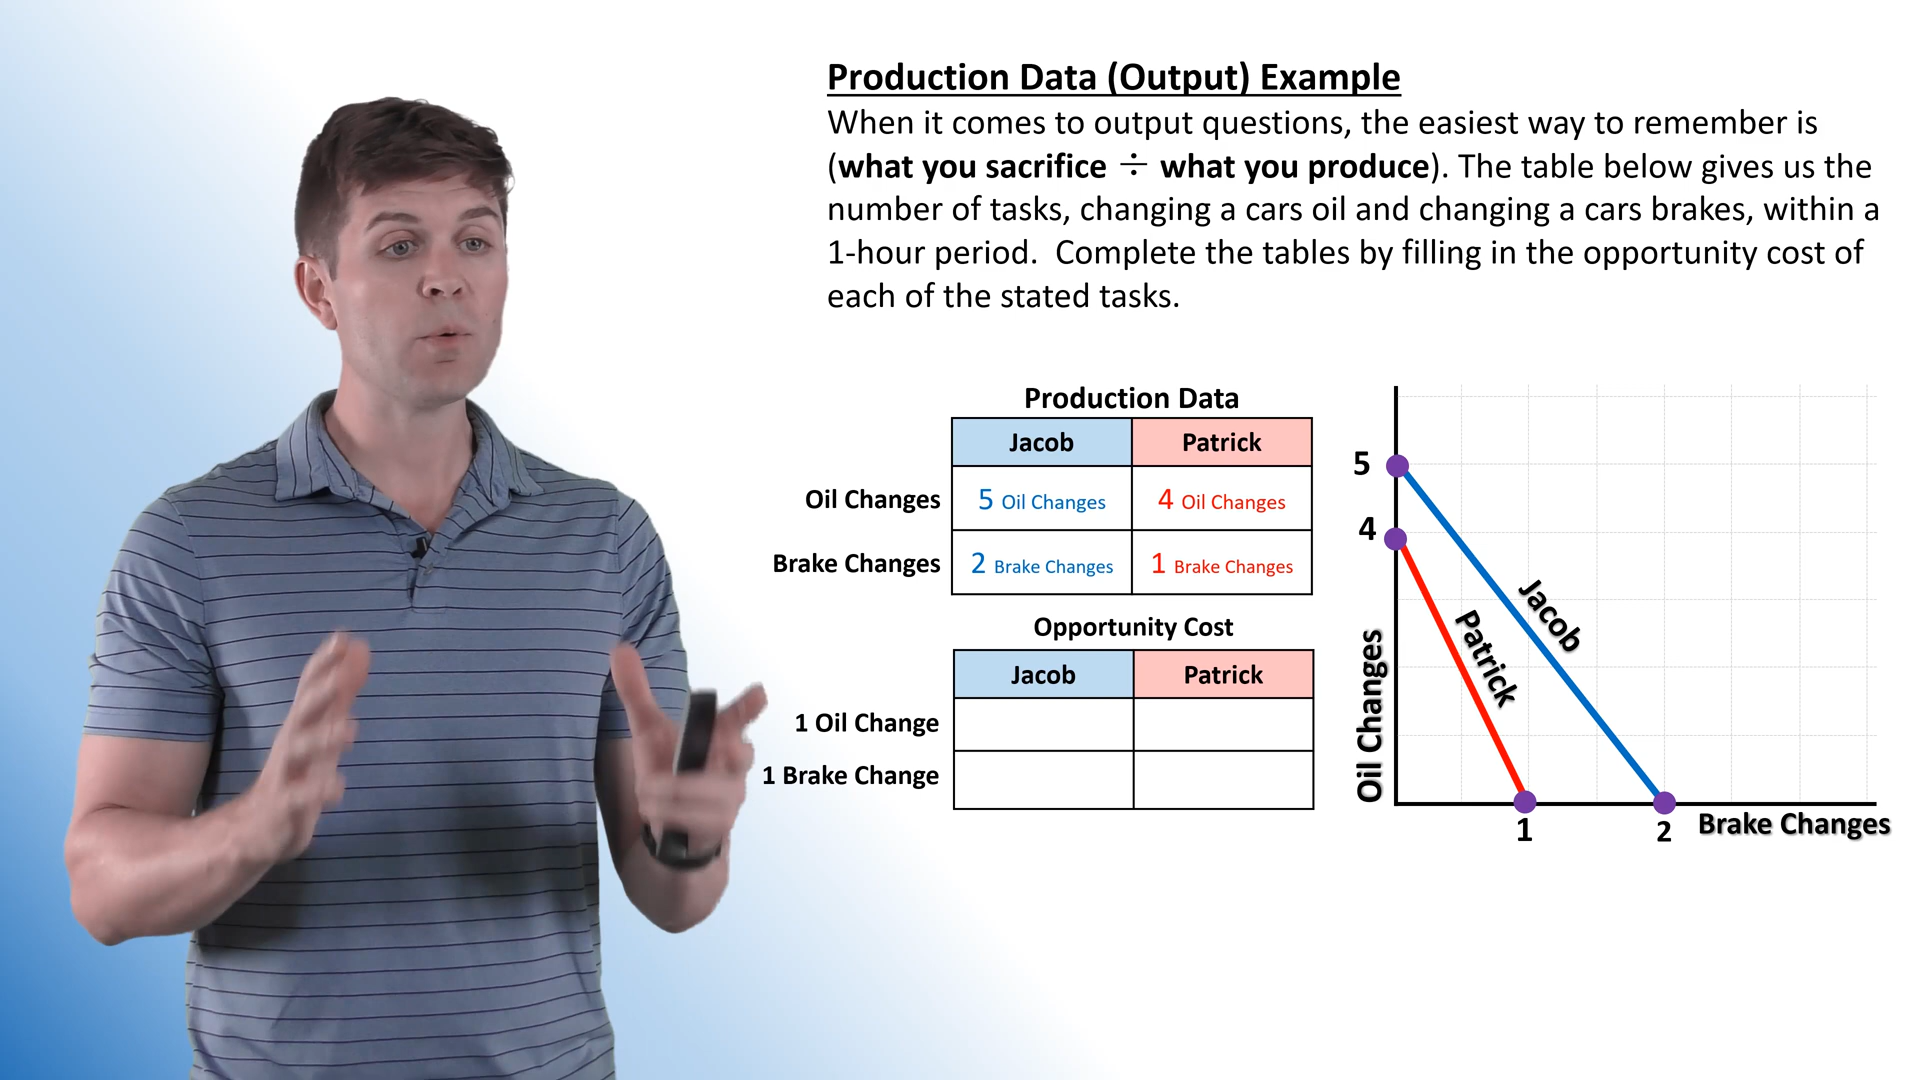 Production Data (Output) Example
When it comes to output questions, the easiest way to remember is
(what you sacrifice ÷ what you produce). The table below gives us the
number of tasks, changing a cars oil and changing a cars brakes, within a
1-hour period.  Complete the tables by filling in the opportunity cost of
each of the stated tasks.
Production Data
Jacob Patrick
Oil Changes 5 Oil Changes 4 Oil Changes
Brake Changes 2 Brake Changes 1 Brake Changes
Opportunity Cost
Jacob Patrick
1 Oil Change
1 Brake Change
5
4
Oil Changes
Jacob
Patrick
1 2 Brake Changes